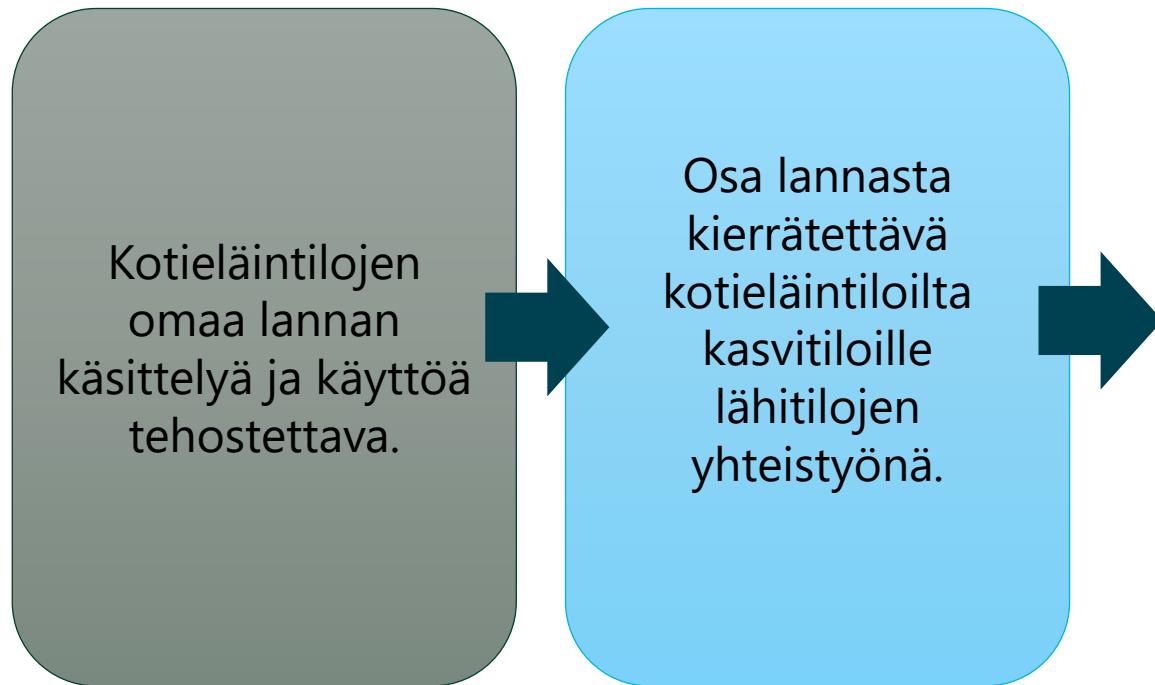 Kotieläintilojen
omaa lannan
käsittelyä ja käyttöä
tehostettava.
Osa lannasta
kierrätettävä
kotieläintiloilta
kasvitiloille
lähitilojen
yhteistyönä.